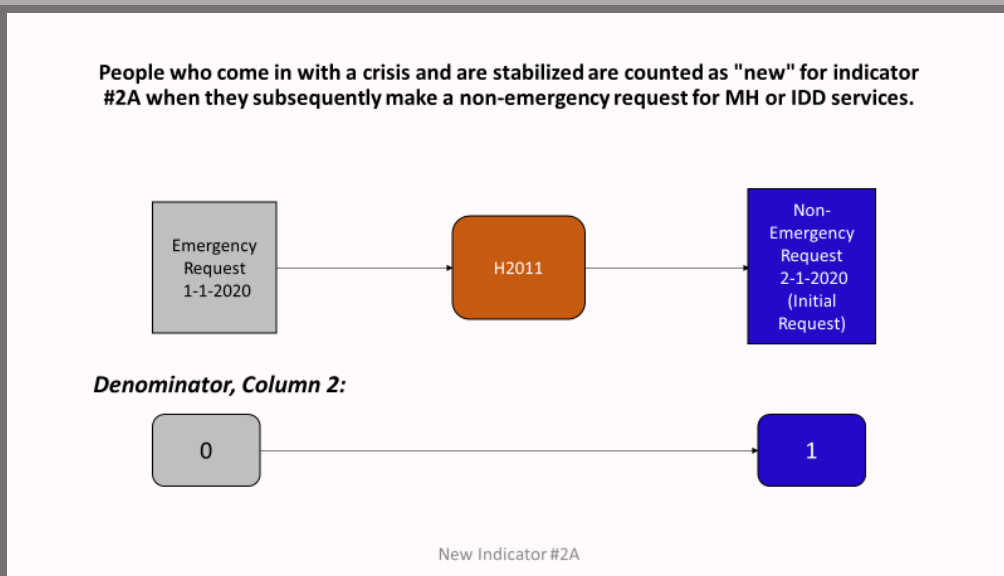 People who come in with a crisis and are stabilized are counted as "new" for indicator
#2A when they subsequently make a non-emergency request for MH or IDD services.
Emergency
Request
1-1-2020
H2011
Non-
Emergency
Request
2-1-2020
(Initial
Request)
Denominator, Column 2:
0
1
New Indicator #2A